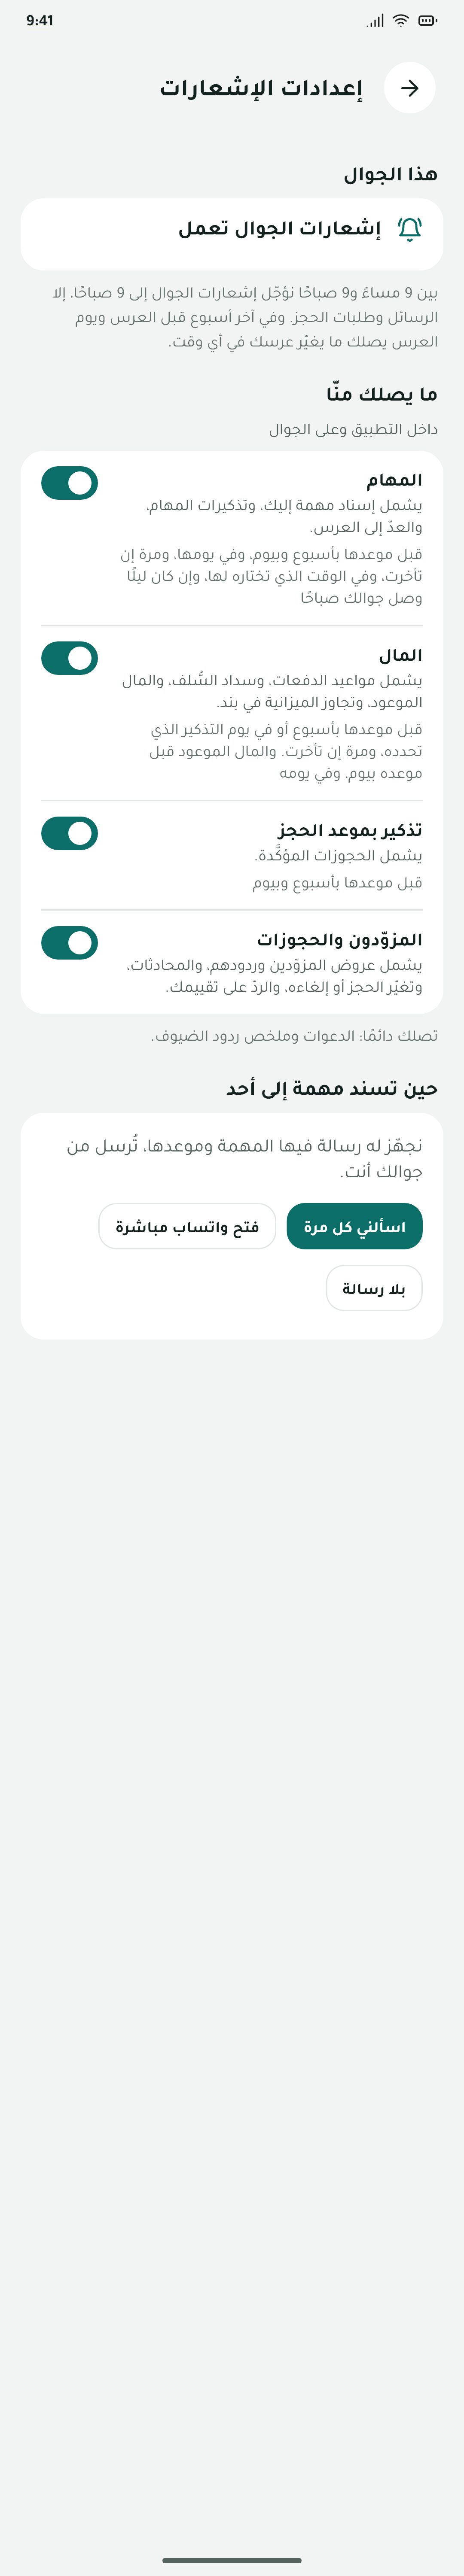 9:41
إعدادات الإشعارات
هذا الجوال
إشعارات الجوال تعمل
بين 9 مساءً و9 صباحًا نؤجّل إشعارات الجوال إلى 9 صباحًا، إلا
الرسائل وطلبات الحجز. وفي آخر أسبوع قبل العرس ويوم
العرس يصلك ما يغيّر عرسك في أي وقت.
ما يصلك منّا
داخل التطبيق وعلى الجوال
المهام
يشمل إسناد مهمة إليك، وتذكيرات المهام،
والعدّ إلى العرس.
قبل موعدها بأسبوع وبيوم، وفي يومها، ومرة إن
تأخرت، وفي الوقت الذي تختاره لها، وإن كان ليلًا
وصل جوالك صباحًا
المال
يشمل مواعيد الدفعات، وسداد السُّلف، والمال
الموعود، وتجاوز الميزانية في بند.
قبل موعدها بأسبوع أو في يوم التذكير الذي
تحدده، ومرة إن تأخرت. والمال الموعود قبل
موعده بيوم، وفي يومه
تذكير بموعد الحجز
يشمل الحجوزات المؤكَّدة.
قبل موعدها بأسبوع وبيوم
المزوّدون والحجوزات
يشمل عروض المزوّدين وردودهم، والمحادثات،
وتغيّر الحجز أو إلغاءه، والردّ على تقييمك.
تصلك دائمًا: الدعوات وملخص ردود الضيوف.
حين تسند مهمة إلى أحد
نجهّز له رسالة فيها المهمة وموعدها، تُرسل من
جوالك أنت.
اسألني كل مرة
فتح واتساب مباشرة
بلا رسالة